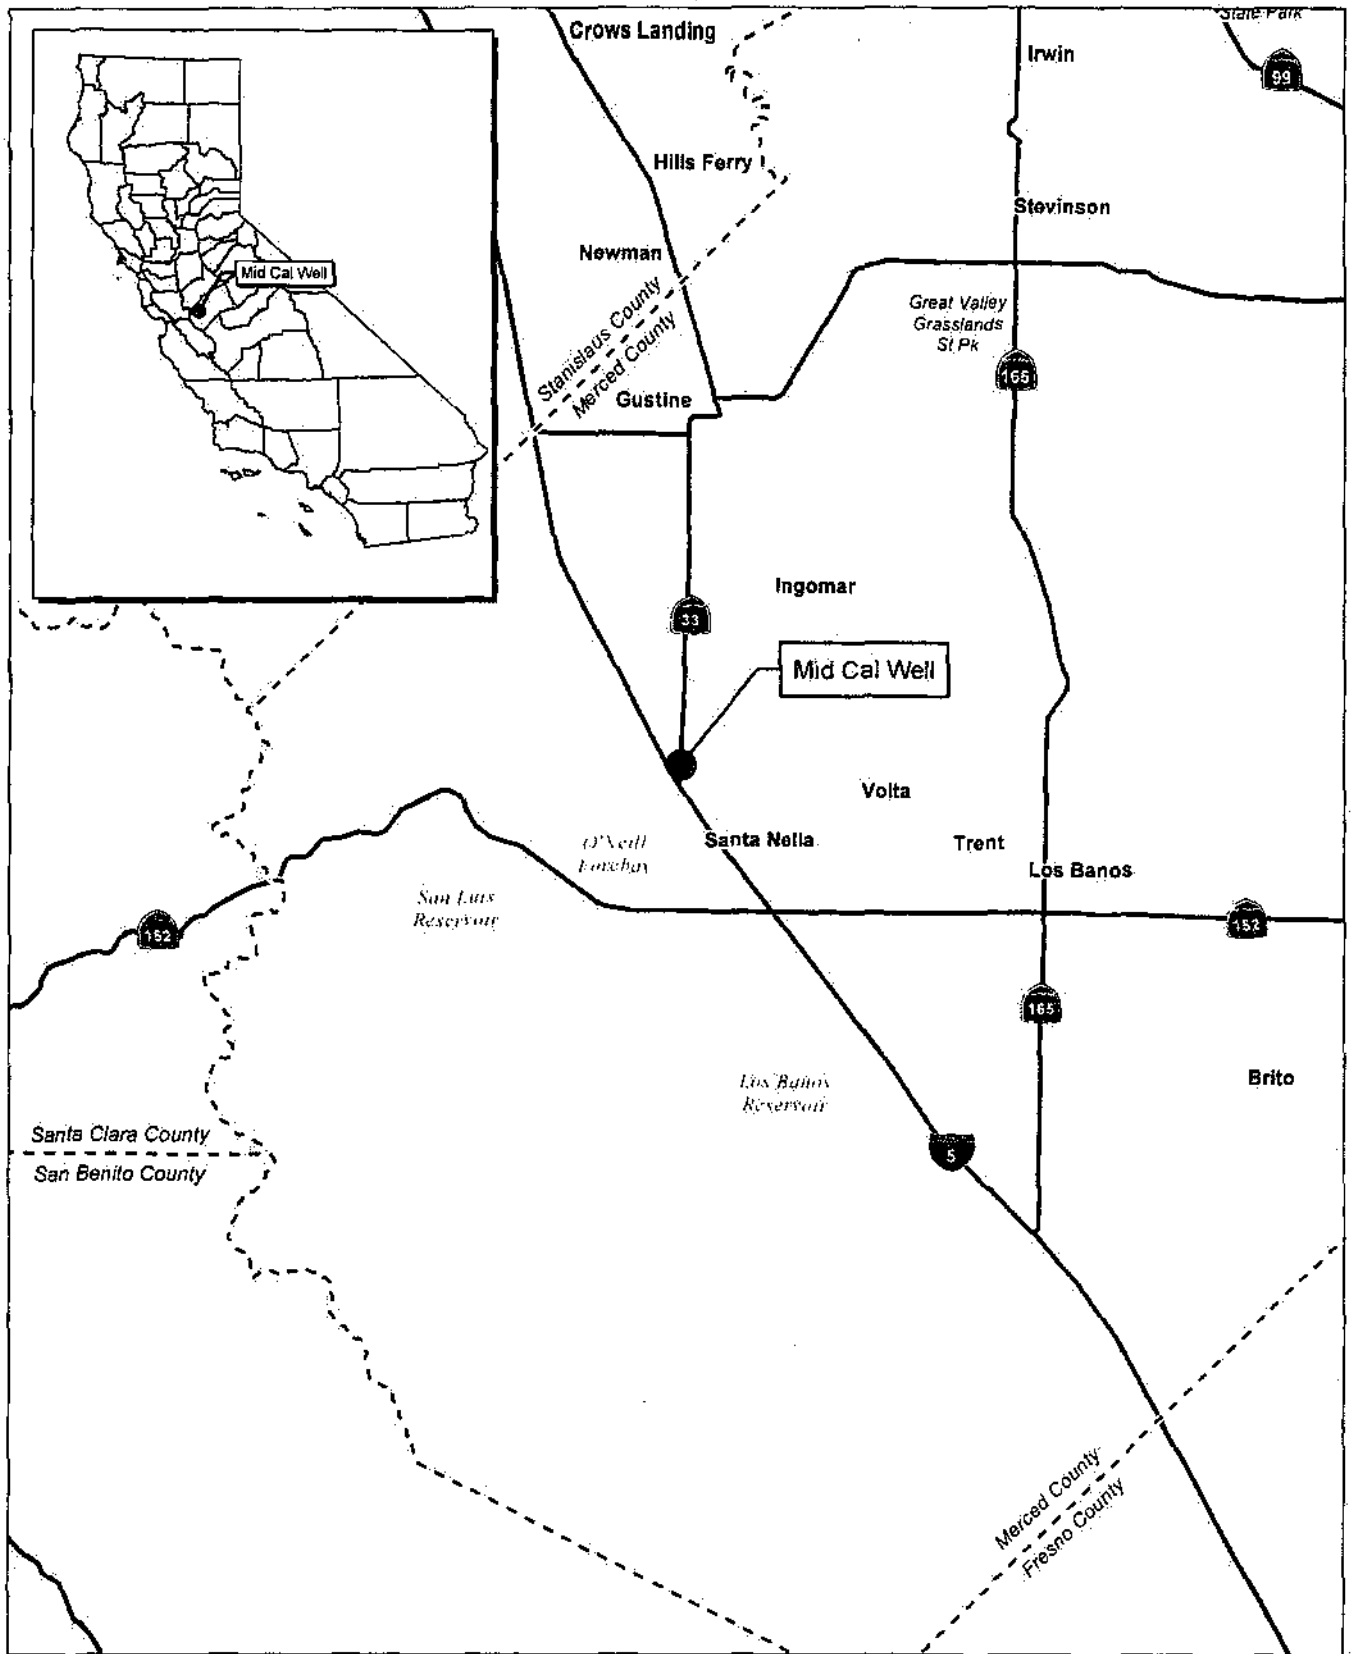 State Park
Crows Landing
Irwin
99
Hills Ferry
Stevinson
Newman
Mid Cal Well
Great Valley
Grasslands
St Pk
Stanislaus County
Merced County
165
Gustine
Ingomar
33
Mid Cal Well
Volta
Santa Nella
O'Neill
Forebay
Trent
Los Banos
San Luis
Reservoir
152
152
165
Los Baños
Reservoir
Brito
Santa Clara County
San Benito County
5
Merced County
Fresno County